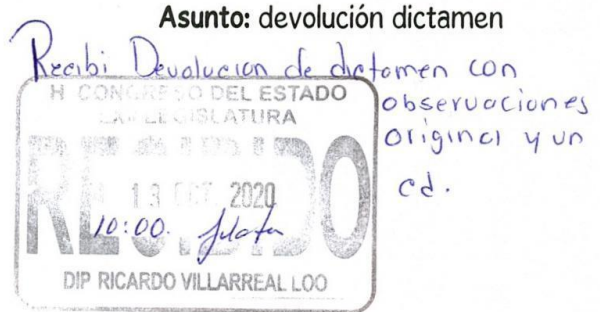 Asunto: devolución dictamen
Recibi Devolucion de dictamen con
observaciones
original y un
cd.
H CONGRESO DEL ESTADO
LEGISLATURA
RECIBIDO
13 OCT 2020
10:00.
DIP RICARDO VILLARREAL LOO